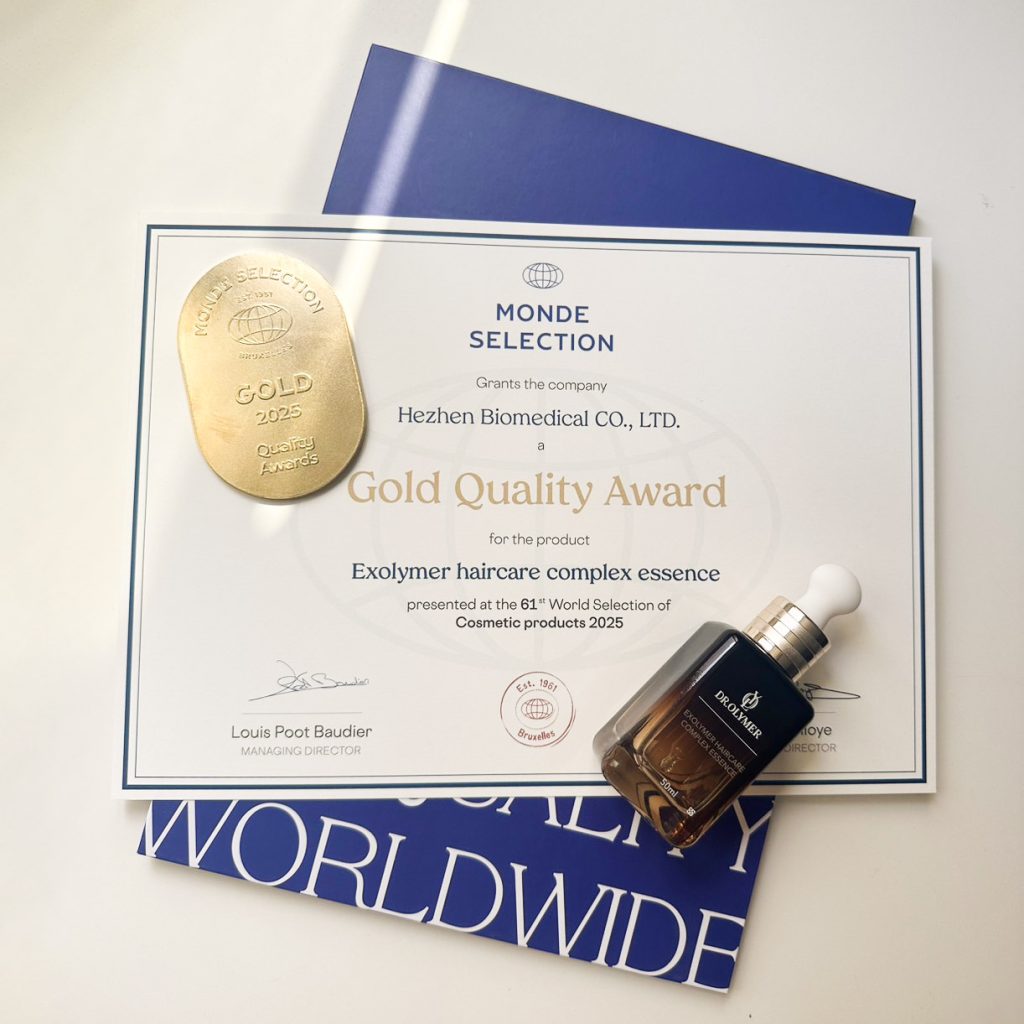 MONDE SELECTION
EST. 1961
BRUXELLES
GOLD
2025
Quality
Awards
MONDE
SELECTION
Grants the company
Hezhen Biomedical CO., LTD.
a
Gold Quality Award
for the product
Exolymer haircare complex essence
presented at the 61st World Selection of
Cosmetic products 2025
Louis Poot Baudier
MANAGING DIRECTOR
Est. 1961
Bruxelles
DIRECTOR
DR.OLYMER
EXOLYMER HAIRCARE
COMPLEX ESSENCE
50ml
WORLDWIDE